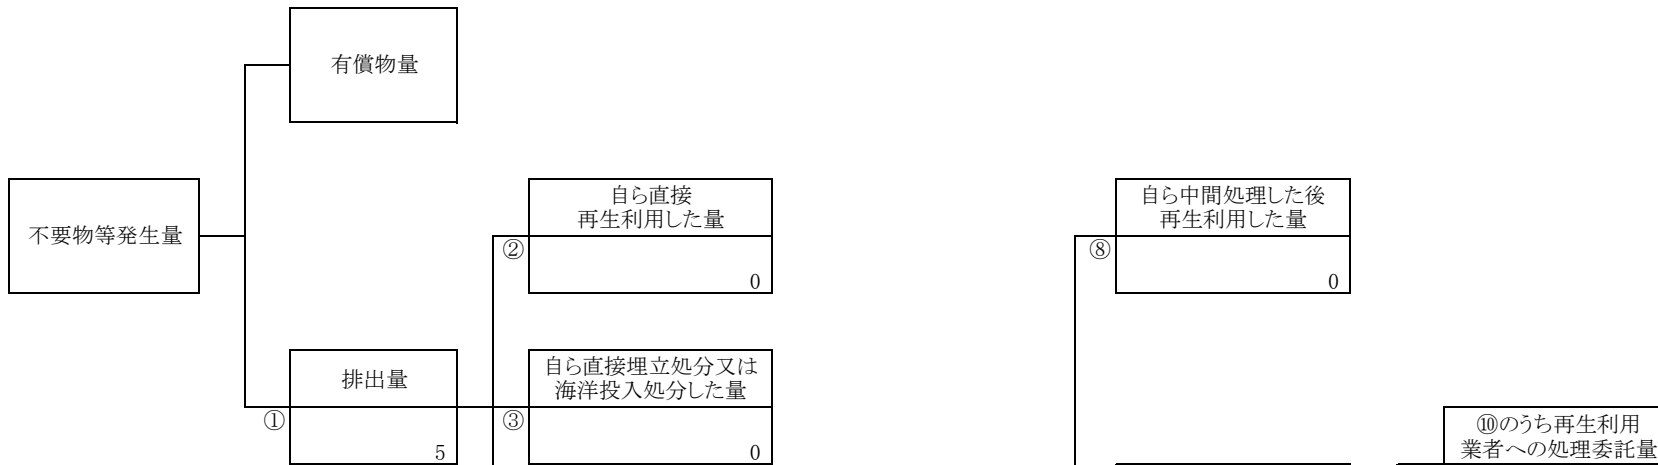 有償物量
不要物等発生量
自ら直接
再生利用した量
②
0
自ら中間処理した後
再生利用した量
⑧
0
排出量
①
5
自ら直接埋立処分又は
海洋投入処分した量
③
0
⑩のうち再生利用
業者への処理委託量